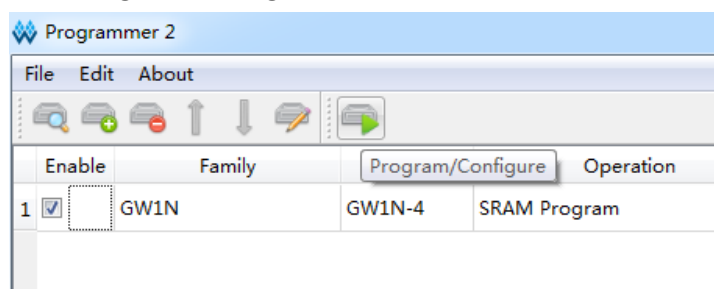 Programmer 2
File Edit About
Enable Family Program/Configure Operation
1 GW1N GW1N-4 SRAM Program